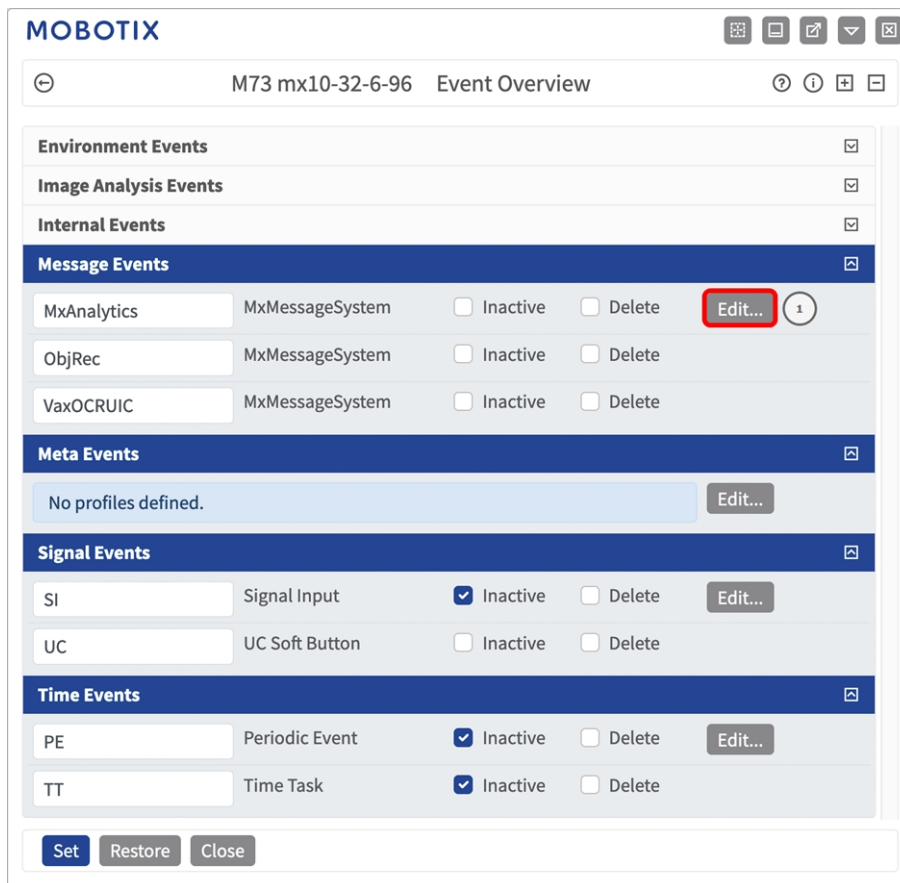 MOBOTIX
M73 mx10-32-6-96 Event Overview
Environment Events
Image Analysis Events
Internal Events
Message Events
MxAnalytics MxMessageSystem Inactive Delete Edit... 1
ObjRec MxMessageSystem Inactive Delete
VaxOCRUIC MxMessageSystem Inactive Delete
Meta Events
No profiles defined. Edit...
Signal Events
SI Signal Input Inactive Delete Edit...
UC UC Soft Button Inactive Delete
Time Events
PE Periodic Event Inactive Delete Edit...
TT Time Task Inactive Delete
Set Restore Close